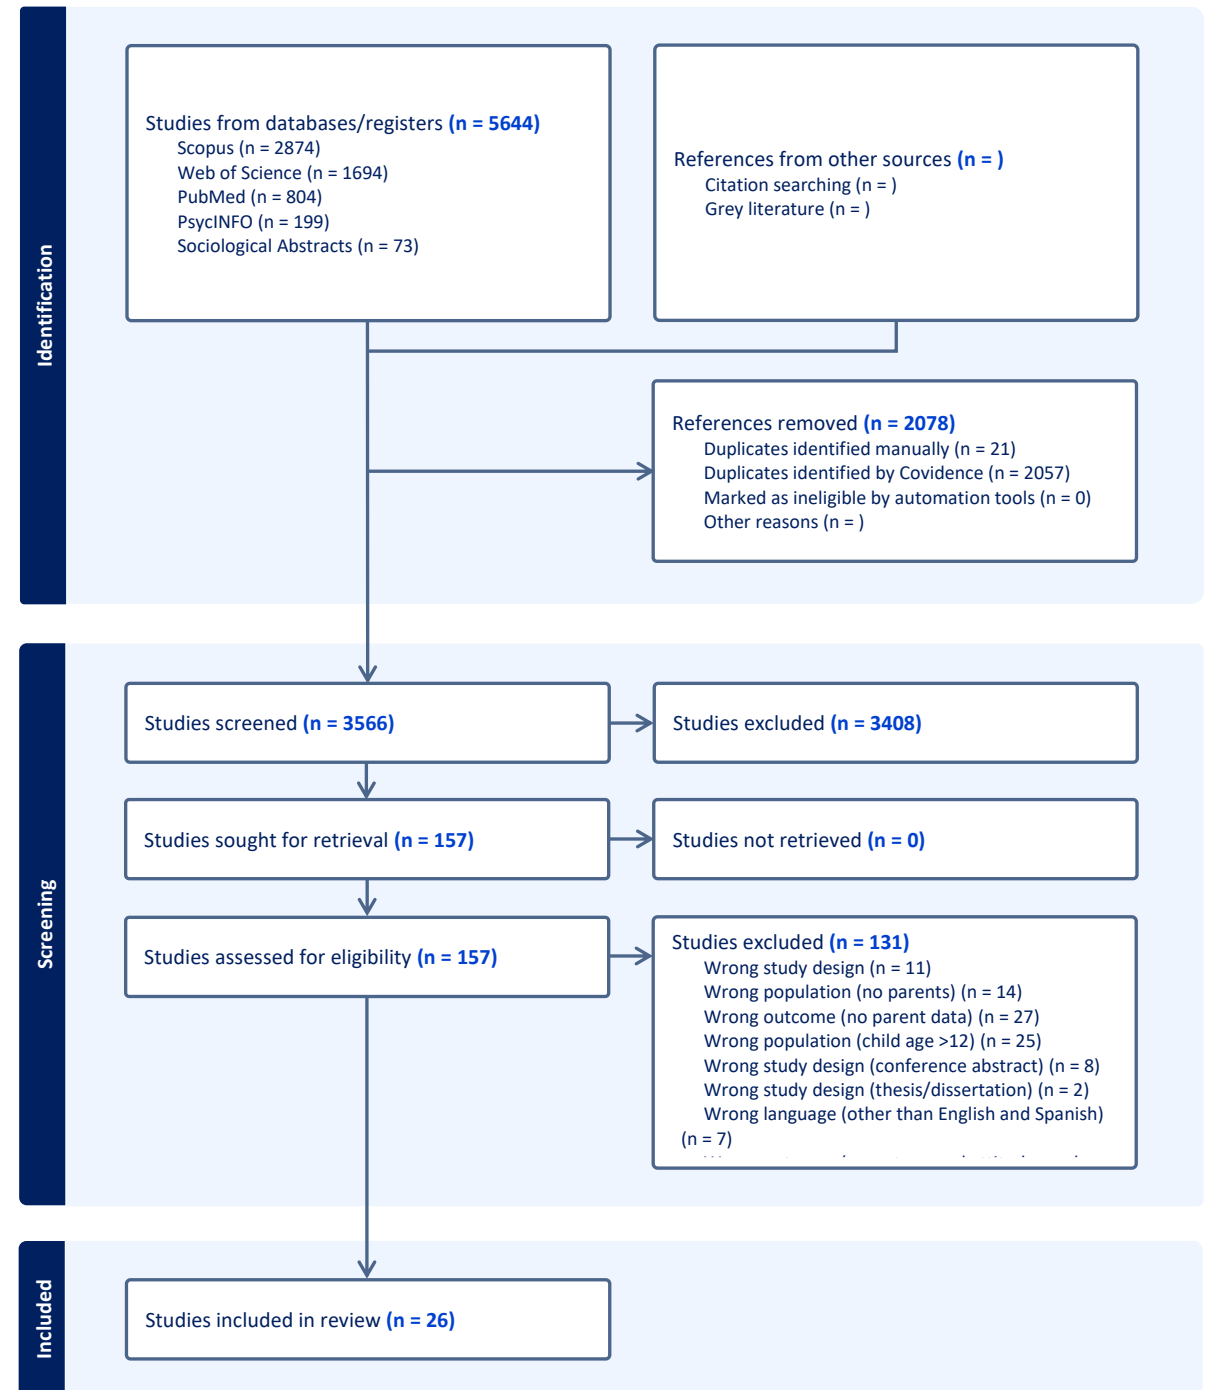 Identification
Studies from databases/registers (n = 5644)
Scopus (n = 2874)
Web of Science (n = 1694)
PubMed (n = 804)
PsycINFO (n = 199)
Sociological Abstracts (n = 73)
References from other sources (n = )
Citation searching (n = )
Grey literature (n = )
References removed (n = 2078)
Duplicates identified manually (n = 21)
Duplicates identified by Covidence (n = 2057)
Marked as ineligible by automation tools (n = 0)
Other reasons (n = )
Screening
Studies screened (n = 3566)
Studies excluded (n = 3408)
Studies sought for retrieval (n = 157)
Studies not retrieved (n = 0)
Studies assessed for eligibility (n = 157)
Studies excluded (n = 131)
Wrong study design (n = 11)
Wrong population (no parents) (n = 14)
Wrong outcome (no parent data) (n = 27)
Wrong population (child age >12) (n = 25)
Wrong study design (conference abstract) (n = 8)
Wrong study design (thesis/dissertation) (n = 2)
Wrong language (other than English and Spanish)
(n = 7)
Included
Studies included in review (n = 26)